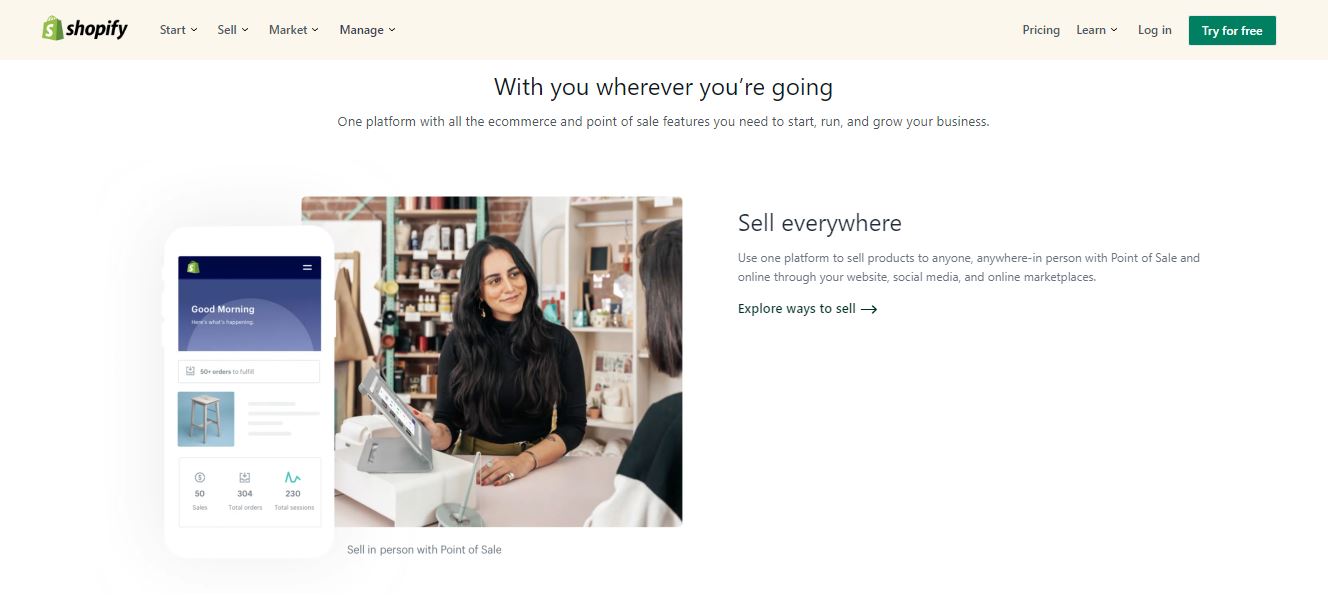 shopify
Start
Sell
Market
Manage
Pricing
Learn
Log in
Try for free
With you wherever you’re going
One platform with all the ecommerce and point of sale features you need to start, run, and grow your business.
Good Morning
Here's what's happening.
50+ orders to fulfill
50
304
230
Sales
Total orders
Total sessions
Sell in person with Point of Sale
Sell everywhere
Use one platform to sell products to anyone, anywhere-in person with Point of Sale and
online through your website, social media, and online marketplaces.
Explore ways to sell